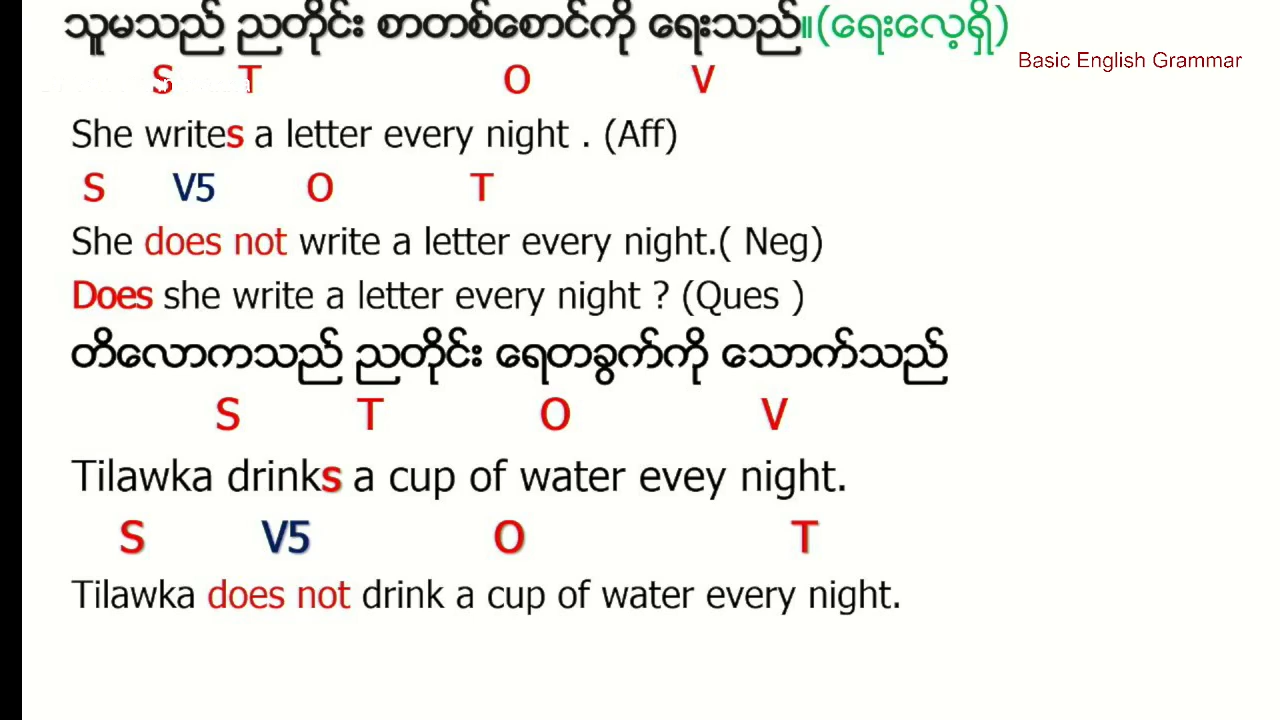 သူမသည် ညတိုင်း စာတစ်စောင်ကို ရေးသည်။(ရေးလေ့ရှိ)
Basic English Grammar
S T O V
She writes a letter every night . (Aff)
S V5 O T
She does not write a letter every night.( Neg)
Does she write a letter every night ? (Ques )
တိလောကသည် ညတိုင်း ရေတခွက်ကို သောက်သည်
S T O V
Tilawka drinks a cup of water evey night.
S V5 O T
Tilawka does not drink a cup of water every night.